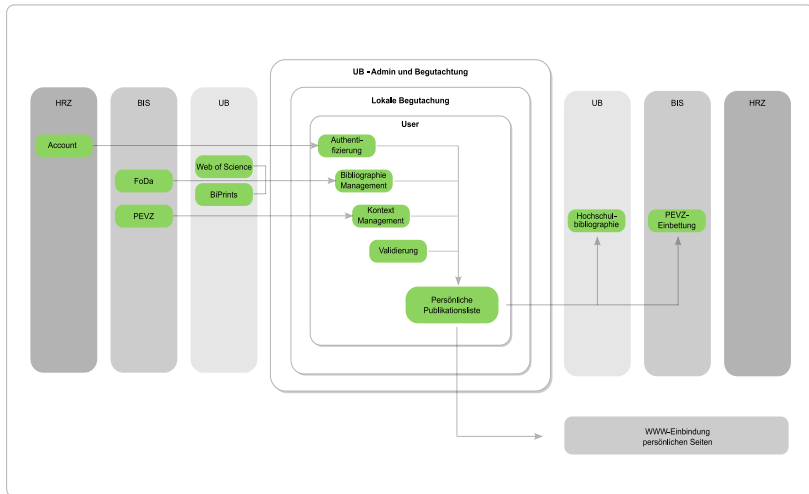 UB - Admin und Begutachtung
Lokale Begutachung
User
HRZ
BIS
UB
UB
BIS
HRZ
Account
Authenti-
fizierung
Web of Science
FoDa
BiPrints
Bibliographie
Management
PEVZ
Kontext
Management
Validierung
Persönliche
Publikationsliste
Hochschul-
bibliographie
PEVZ-
Einbettung
WWW-Einbindung
persönlichen Seiten